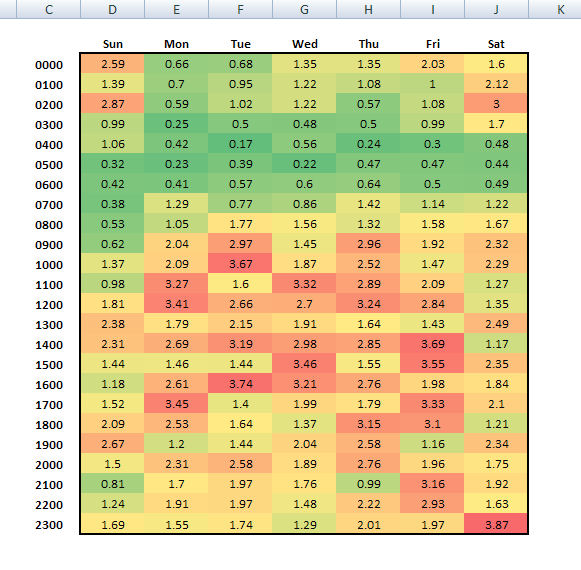 C D E F G H I J K
Sun Mon Tue Wed Thu Fri Sat
0000 2.59 0.66 0.68 1.35 1.35 2.03 1.6
0100 1.39 0.7 0.95 1.22 1.08 1 2.12
0200 2.87 0.59 1.02 1.22 0.57 1.08 3
0300 0.99 0.25 0.5 0.48 0.5 0.99 1.7
0400 1.06 0.42 0.17 0.56 0.24 0.3 0.48
0500 0.32 0.23 0.39 0.22 0.47 0.47 0.44
0600 0.42 0.41 0.57 0.6 0.64 0.5 0.49
0700 0.38 1.29 0.77 0.86 1.42 1.14 1.22
0800 0.53 1.05 1.77 1.56 1.32 1.58 1.67
0900 0.62 2.04 2.97 1.45 2.96 1.92 2.32
1000 1.37 2.09 3.67 1.87 2.52 1.47 2.29
1100 0.98 3.27 1.6 3.32 2.89 2.09 1.27
1200 1.81 3.41 2.66 2.7 3.24 2.84 1.35
1300 2.38 1.79 2.15 1.91 1.64 1.43 2.49
1400 2.31 2.69 3.19 2.98 2.85 3.69 1.17
1500 1.44 1.46 1.44 3.46 1.55 3.55 2.35
1600 1.18 2.61 3.74 3.21 2.76 1.98 1.84
1700 1.52 3.45 1.4 1.99 1.79 3.33 2.1
1800 2.09 2.53 1.64 1.37 3.15 3.1 1.21
1900 2.67 1.2 1.44 2.04 2.58 1.16 2.34
2000 1.5 2.31 2.58 1.89 2.76 1.96 1.75
2100 0.81 1.7 1.97 1.76 0.99 3.16 1.92
2200 1.24 1.91 1.97 1.48 2.22 2.93 1.63
2300 1.69 1.55 1.74 1.29 2.01 1.97 3.87